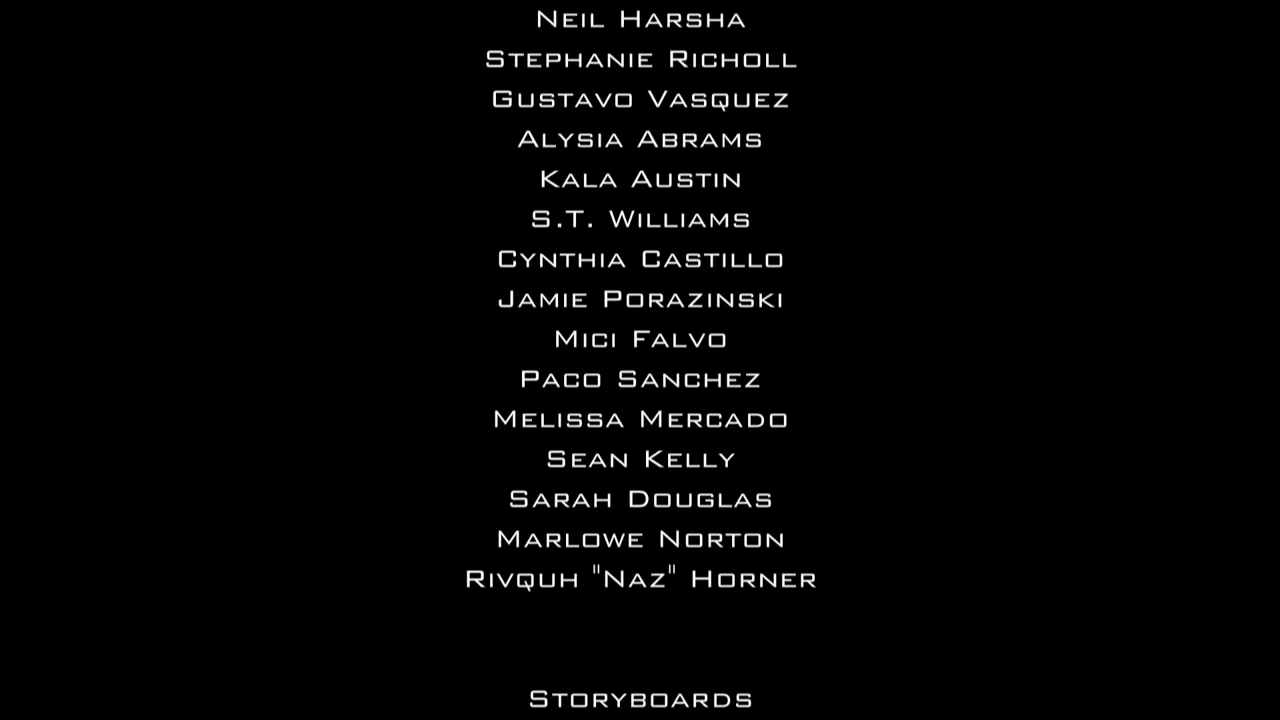 Neil Harsha
Stephanie Richoll
Gustavo Vasquez
Alysia Abrams
Kala Austin
S.T. Williams
Cynthia Castillo
Jamie Porazinski
Mici Falvo
Paco Sanchez
Melissa Mercado
Sean Kelly
Sarah Douglas
Marlowe Norton
Rivquh "Naz" Horner
Storyboards